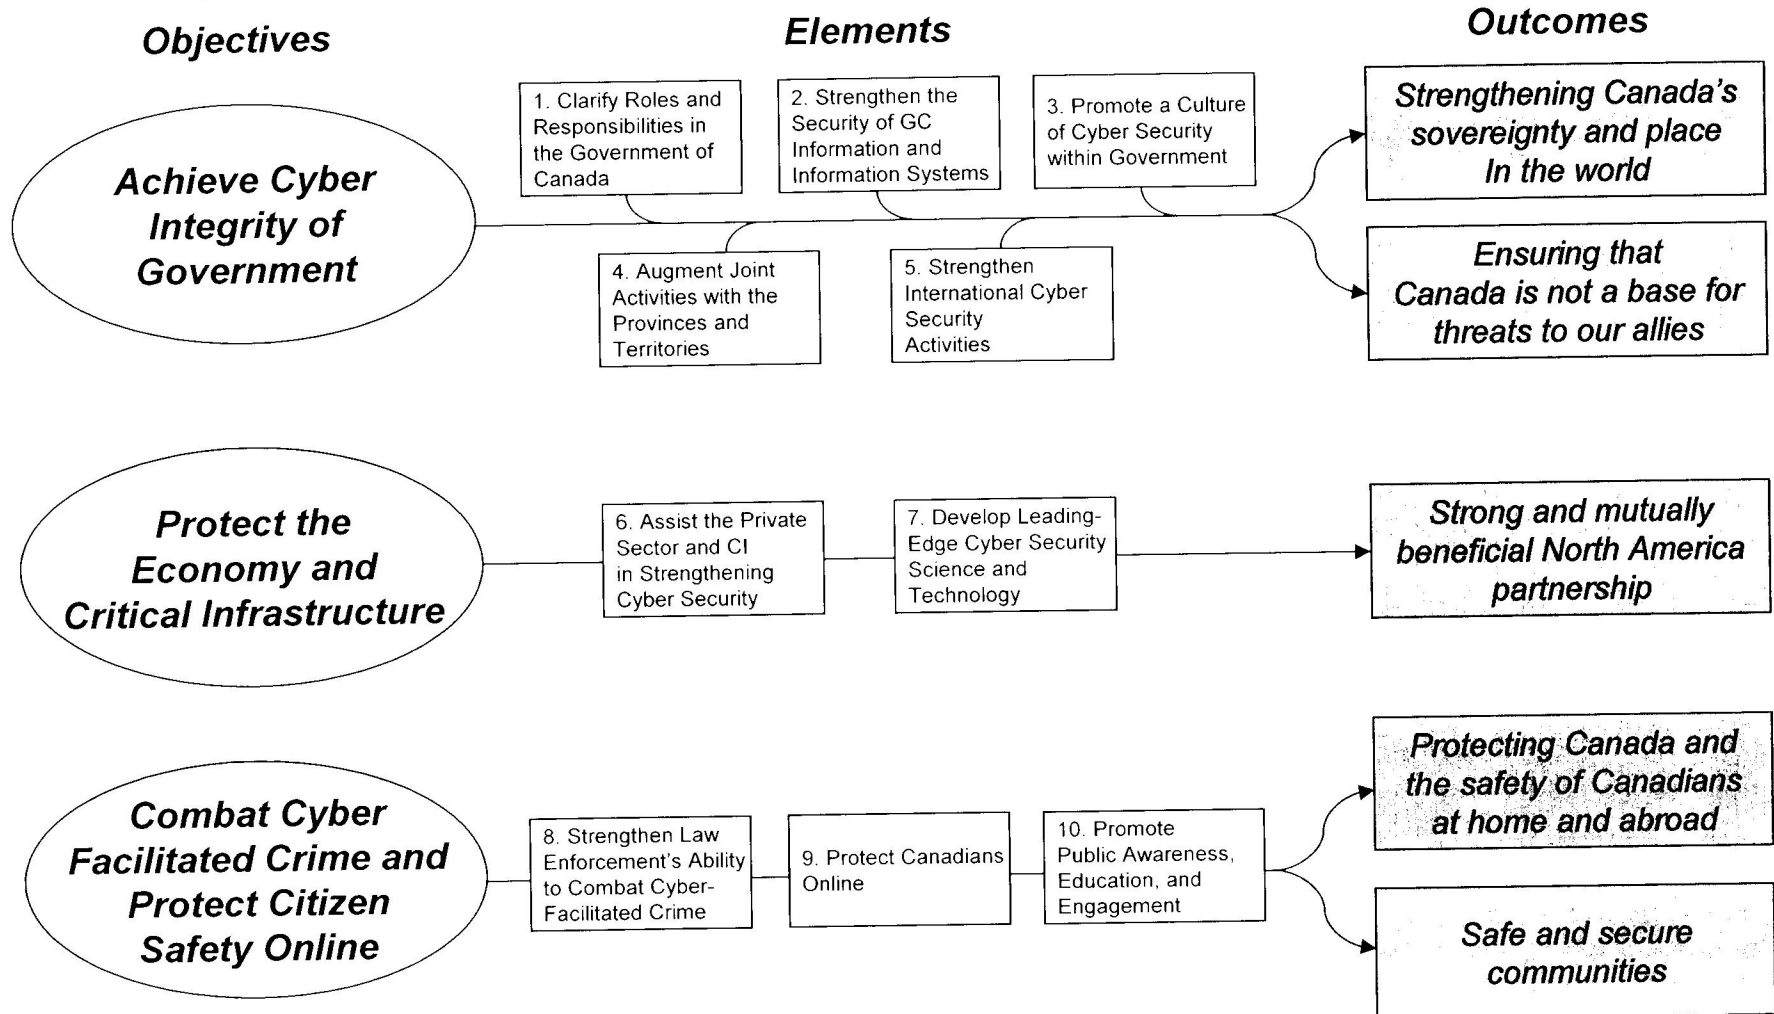 Objectives
Elements
Outcomes
Achieve Cyber
Integrity of
Government
1. Clarify Roles and
Responsibilities in
the Government of
Canada
2. Strengthen the
Security of GC
Information and
Information Systems
3. Promote a Culture
of Cyber Security
within Government
4. Augment Joint
Activities with the
Provinces and
Territories
5. Strengthen
International Cyber
Security
Activities
Strengthening Canada's
sovereignty and place
In the world
Ensuring that
Canada is not a base for
threats to our allies
Protect the
Economy and
Critical Infrastructure
6. Assist the Private
Sector and CI
in Strengthening
Cyber Security
7. Develop Leading-
Edge Cyber Security
Science and
Technology
Strong and mutually
beneficial North America
partnership
Combat Cyber
Facilitated Crime and
Protect Citizen
Safety Online
8. Strengthen Law
Enforcement's Ability
to Combat Cyber-
Facilitated Crime
9. Protect Canadians
Online
10. Promote
Public Awareness,
Education, and
Engagement
Protecting Canada and
the safety of Canadians
at home and abroad
Safe and secure
communities